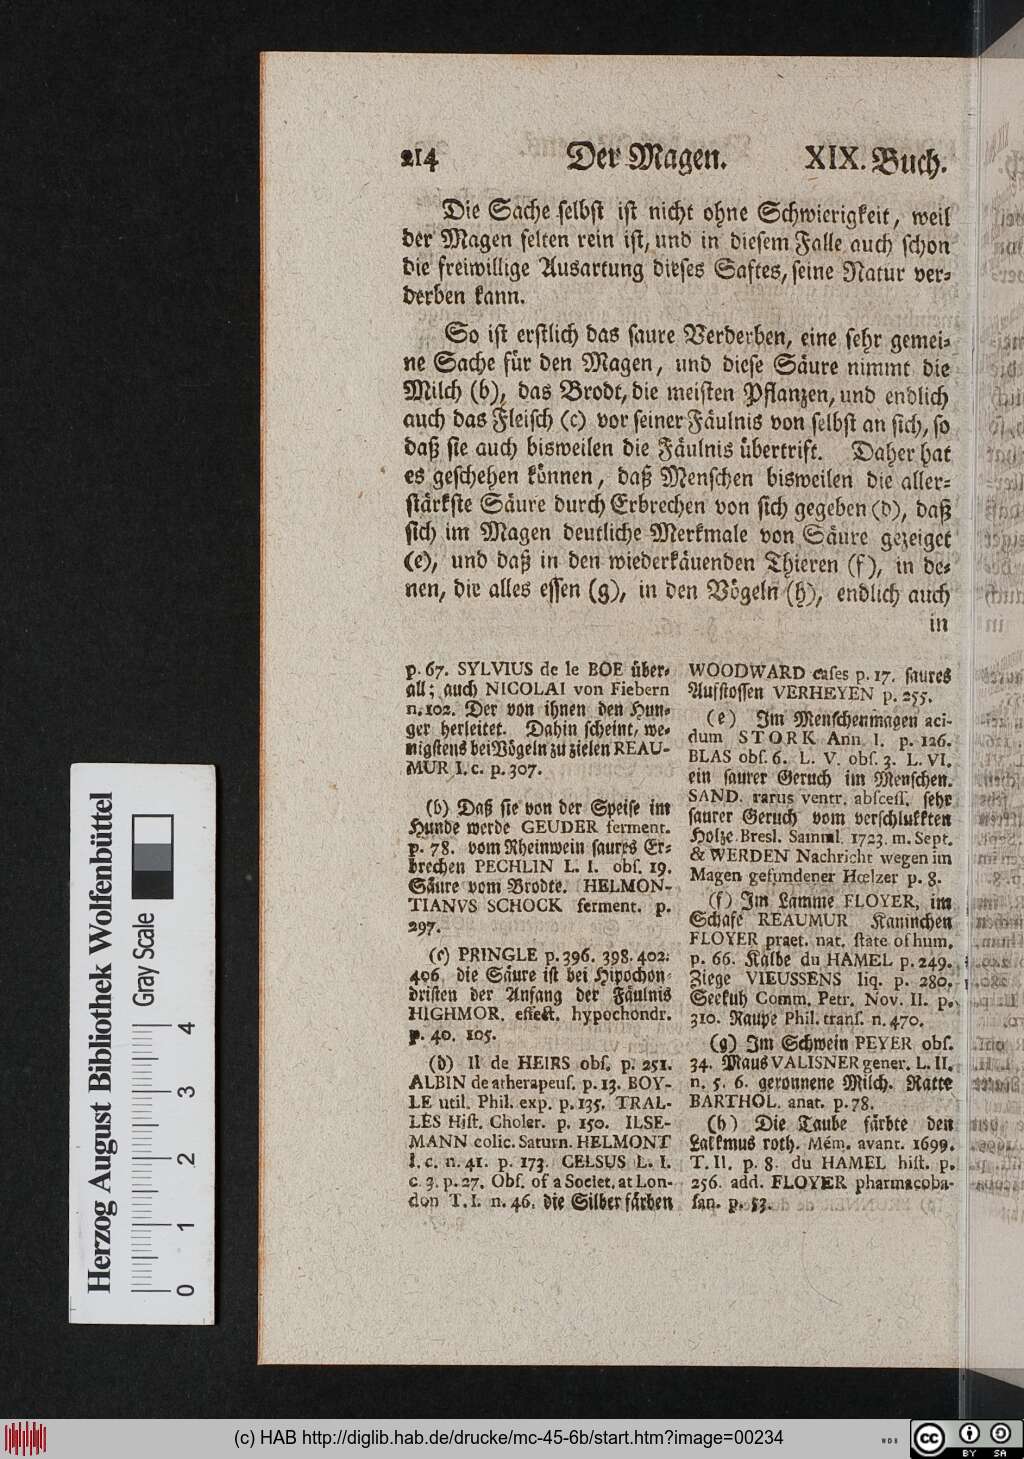 214 Der Magen. XIX. Buch.
Die Sache selbst ist nicht ohne Schwierigkeit, weil
der Magen selten rein ist, und in diesem Falle auch schon
die freiwillige Ausartung dieses Saftes, seine Natur ver-
derben kann.
So ist erstlich das saure Verderben, eine sehr gemei-
ne Sache für den Magen, und diese Säure nimmt die
Milch (b), das Brodt, die meisten Pflanzen, und endlich
auch das Fleisch (c) vor seiner Fäulnis von selbst an sich, so
daß sie auch bisweilen die Fäulnis übertrift. Daher hat
es geschehen können, daß Menschen bisweilen die aller-
stärkste Säure durch Erbrechen von sich gegeben (d), daß
sich im Magen deutliche Merkmale von Säure gezeiget
(e), und daß in den wiederkäuenden Thieren (f), in de-
nen, die alles essen (g), in den Vögeln (h), endlich auch
in
p. 67. SYLVIUS de le BOE über-
all; auch NICOLAI von Fiebern
n. 102. Der von ihnen den Hun-
ger herleitet. Dahin scheint, we-
nigstens bei Vögeln zu zielen REAU-
MUR l. c. p. 307.
(b) Daß sie von der Speise im
Hunde werde GEUDER ferment.
p. 78. vom Rheinwein saures Er-
brechen PECHLIN L. I. obs. 19.
Säure vom Brodte. HELMON-
TIANVS SCHOCK ferment. p.
297.
(c) PRINGLE p. 396. 398. 402.
406. die Säure ist bei Hipochon-
dristen der Anfang der Fäulnis
HIGHMOR. effect. hypochondr.
p. 40. 105.
(d) II de HEIRS obs. p. 251.
ALBIN de atherapeus. p. 13. BOY-
LE util. Phil. exp. p. 135. TRAL-
LES Hist. Choler. p. 150. ILSE-
MANN colic. Saturn. HELMONT
l. c. n. 41. p. 173. CELSUS L. I.
c. 3. p. 27. Obs. of a Societ. at Lon-
don T. I. n. 46. die Silber färben
WOODWARD cases p. 17. saures
Aufstossen VERHEYEN p. 255.
(e) Im Menschenmagen aci-
dum STORK Ann I. p. 126.
BLAS obs. 6. L. V. obs. 3. L. VI.
ein saurer Geruch im Menschen.
SAND. rarus ventr. abscess. sehr
saurer Geruch vom verschlukkten
Holze Bresl. Samml. 1723. m. Sept.
& WERDEN Nachricht wegen im
Magen gefundener Hœlzer p. 8.
(f) Im Lamme FLOYER, im
Schafe REAUMUR Kaninchen
FLOYER praet. nat. state of hum.
p. 66. Kalbe du HAMEL p. 249.
Ziege VIEUSSENS liq. p. 280.
Seekuh Comm. Petr. Nov. II. p.
310. Raupe Phil. trans. n. 470.
(g) Im Schwein PEYER obs.
34. Maus VALISNER gener. L. II.
n. 5. 6. geronnene Milch. Ratte
BARTHOL. anat. p. 78.
(h) Die Taube färbte den
Lakkmus roth. Mém. avant. 1699.
T. II. p. 8. du HAMEL hist. p.
256. add. FLOYER pharmacoba-
san. p. 53.
Herzog August Bibliothek Wolfenbüttel
Gray Scale
0 1 2 3 4
(c) HAB http://diglib.hab.de/drucke/mc-45-6b/start.htm?image=00234
WDB
cc BY SA